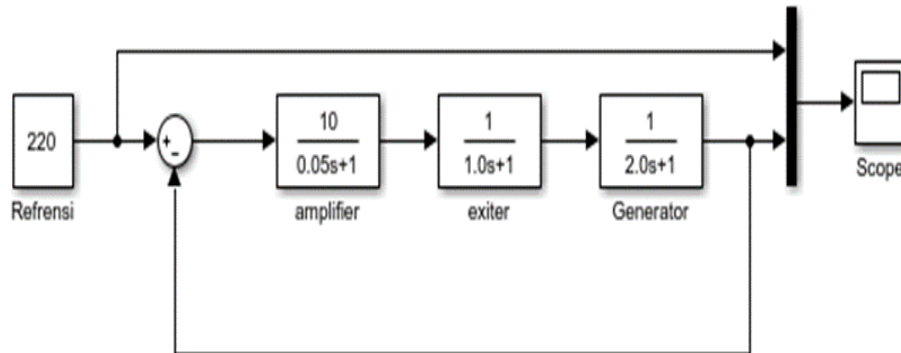 220
Refrensi
+
-
10
0.05s+1
amplifier
1
1.0s+1
exiter
1
2.0s+1
Generator
Scope